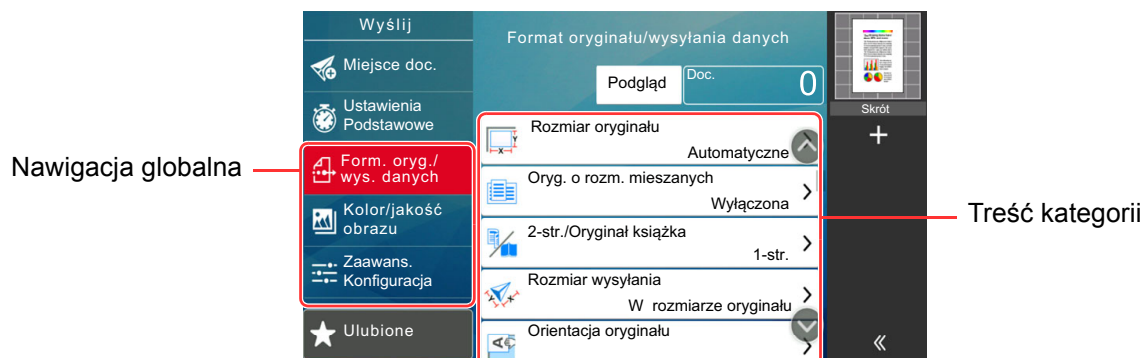 Wyślij
Miejsce doc.
Ustawienia
Podstawowe
Form. oryg./
wys. danych
Kolor/jakość
obrazu
Zaawans.
Konfiguracja
Ulubione
Nawigacja globalna
Format oryginału/wysyłania danych
Podgląd
Doc.
0
Rozmiar oryginału
Automatyczne
Oryg. o rozm. mieszanych
Wyłączona
2-str./Oryginał książka
1-str.
Rozmiar wysyłania
W rozmiarze oryginału
Orientacja oryginału
Skrót
+
Treść kategorii